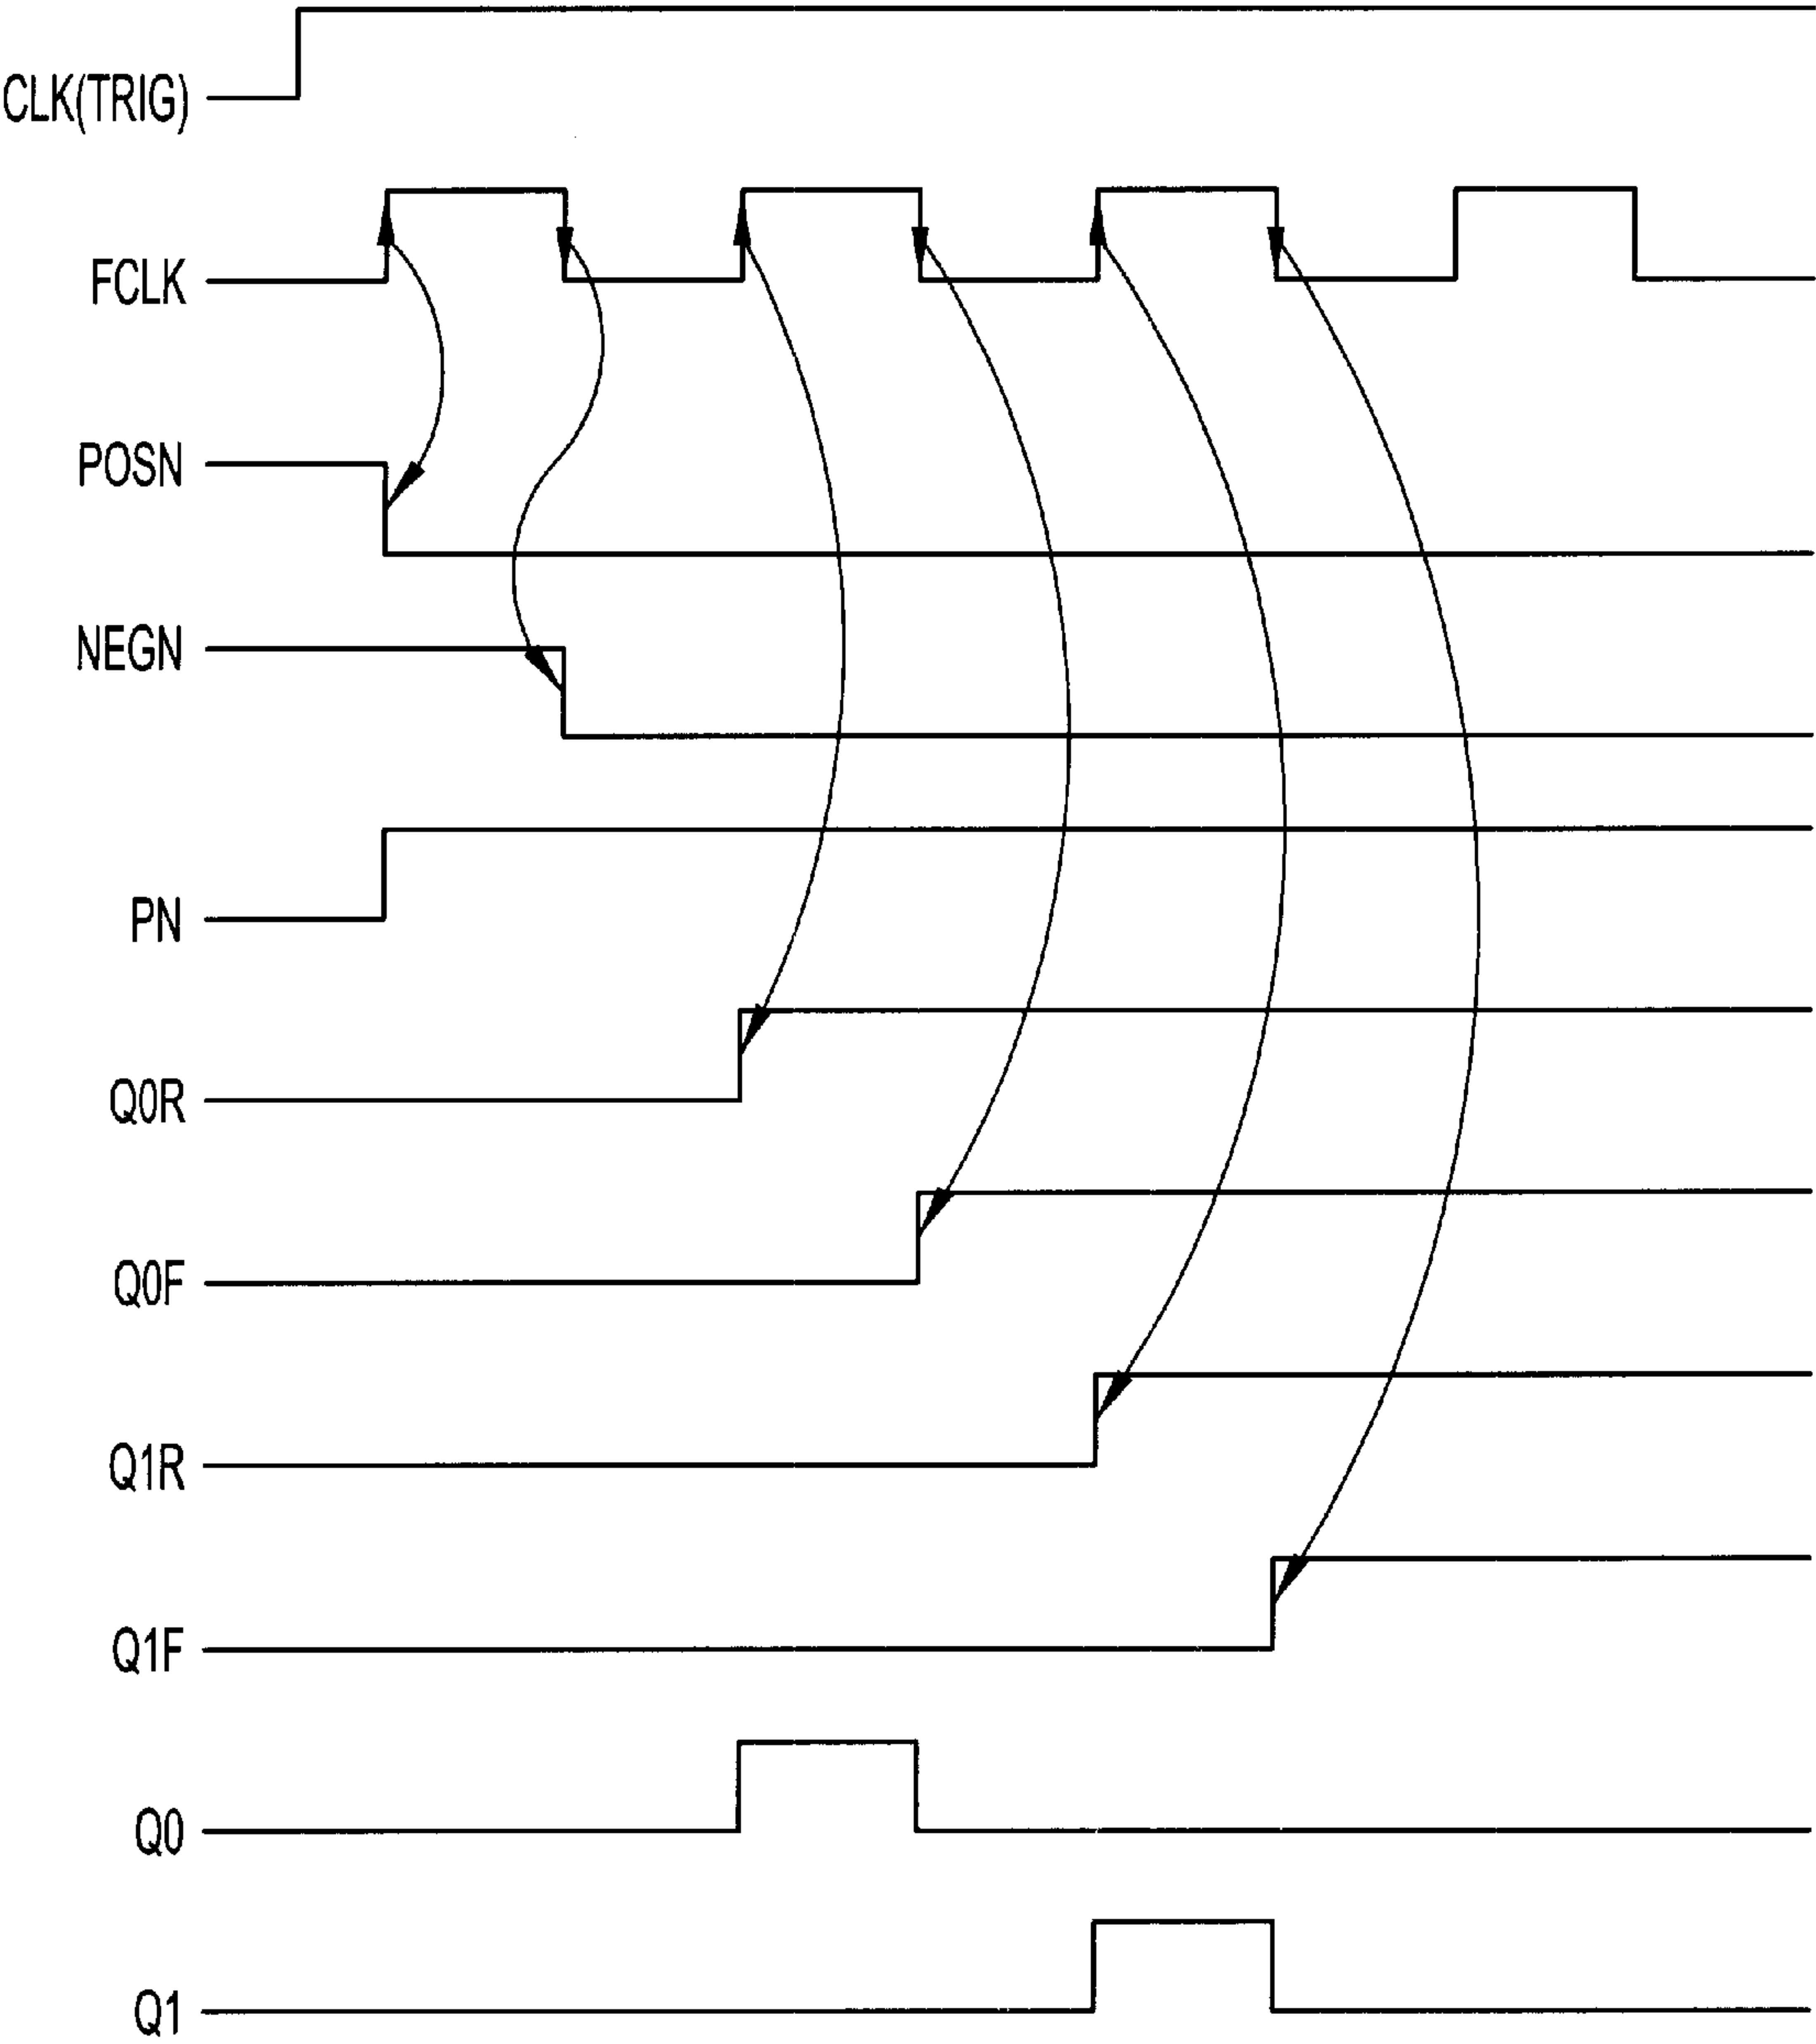 CLK(TRIG)
FCLK
POSN
NEGN
PN
Q0R
Q0F
Q1R
Q1F
Q0
Q1